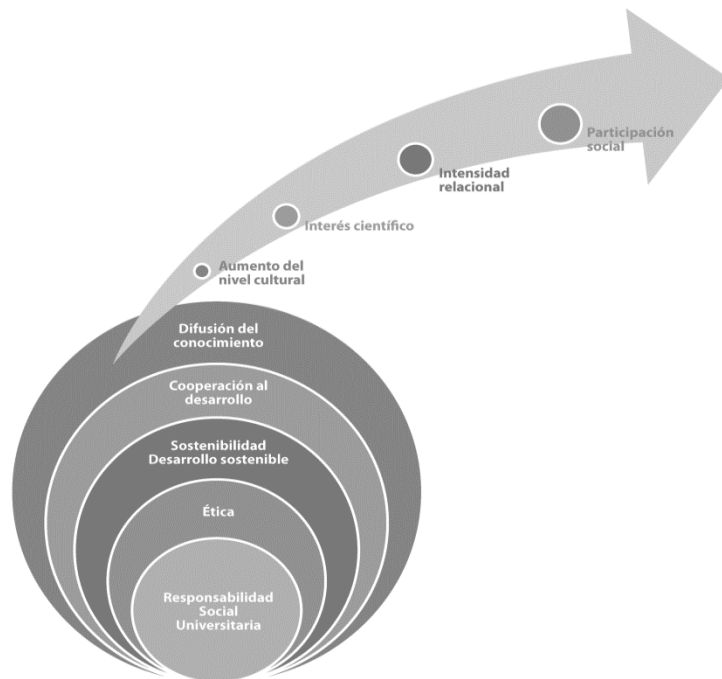 Participación
social
Intensidad
relacional
Interés científico
Aumento del
nivel cultural
Difusión del
conocimiento
Cooperación al
desarrollo
Sostenibilidad
Desarrollo sostenible
Ética
Responsabilidad
Social
Universitaria